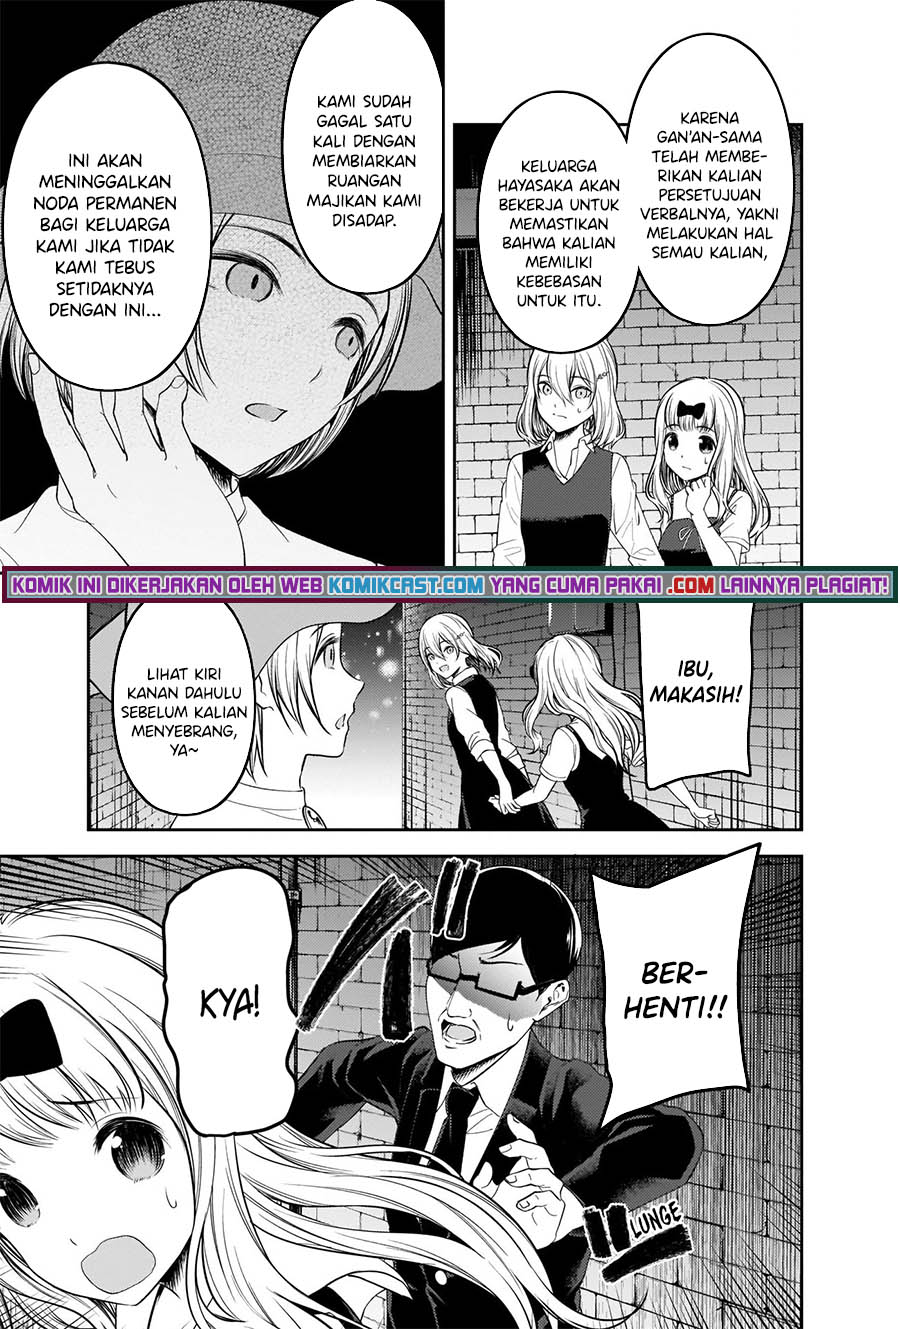 KARENA
GAN'AN-SAMA
TELAH MEMBE-
RIKAN KALIAN
PERSETUJUAN
VERBALNYA, YAKNI
MELAKUKAN HAL
SEMAU KALIAN,
KELUARGA
HAYASAKA AKAN
BEKERJA UNTUK
MEMASTIKAN
BAHWA KALIAN
MEMILIKI
KEBEBASAN
UNTUK ITU.
KAMI SUDAH
GAGAL SATU
KALI DENGAN
MEMBIARKAN
RUANGAN
MAJIKAN KAMI
DISADAP.
INI AKAN
MENINGGALKAN
NODA PERMANEN
BAGI KELUARGA
KAMI JIKA TIDAK
KAMI TEBUS
SETIDAKNYA
DENGAN INI...
KOMIK INI DIKERJAKAN OLEH WEB KOMIKCAST.COM YANG CUMA PAKAI .COM LAINNYA PLAGIAT!
IBU,
MAKASIH!
LIHAT KIRI
KANAN DAHULU
SEBELUM KALIAN
MENYEBRANG,
YA~
BER-
HENTI!!
KYA!
LUNGE